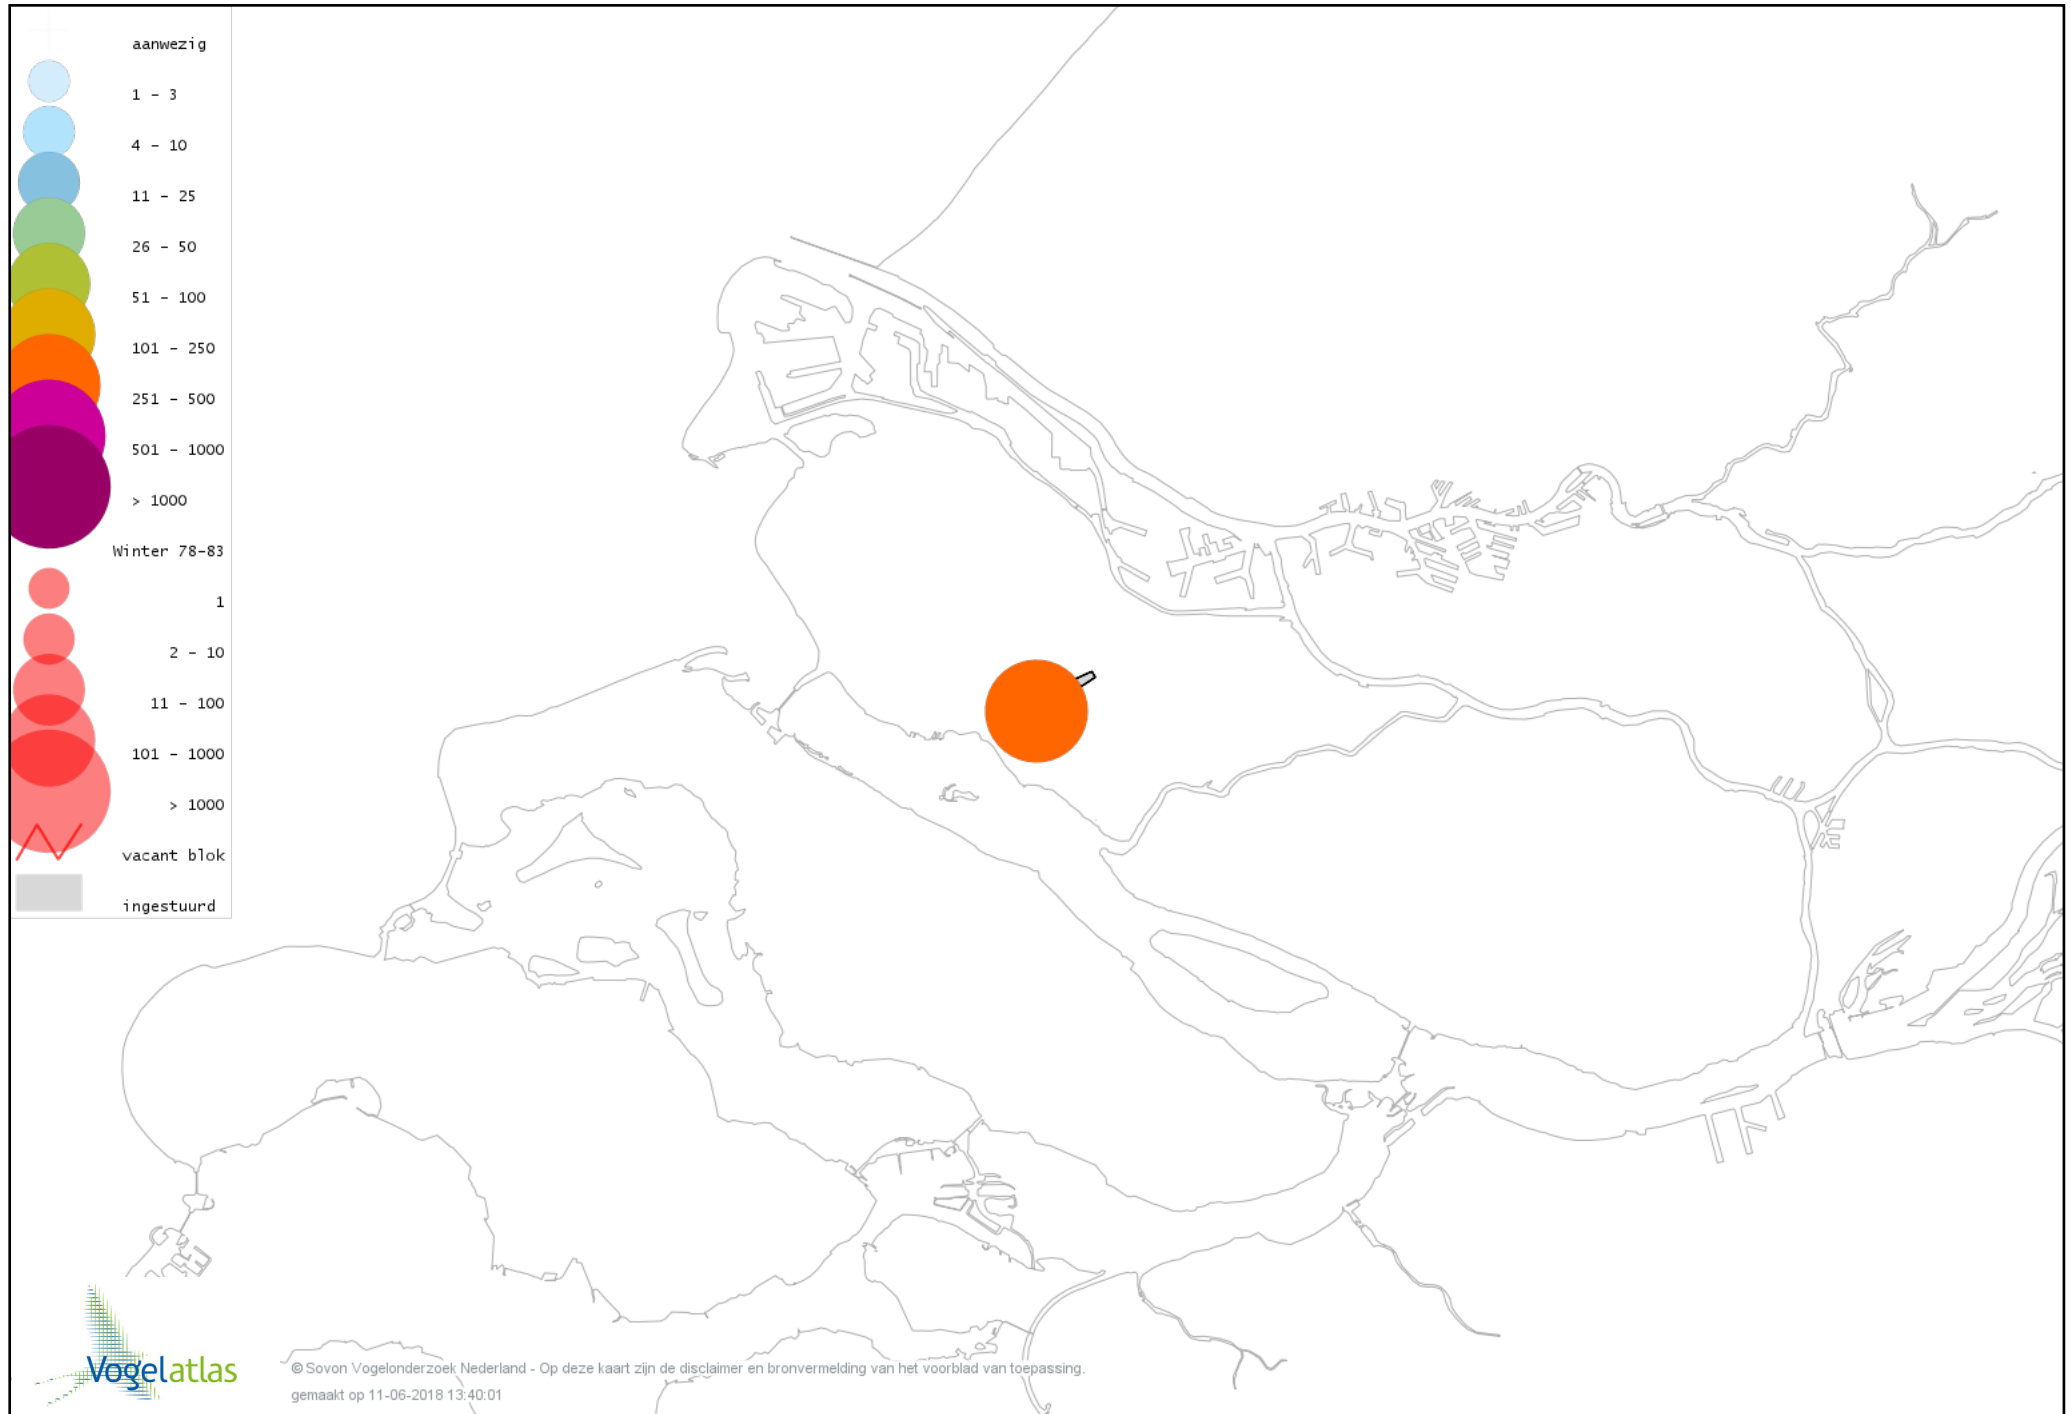 aanwezig
1 - 3
4 - 10
11 - 25
26 - 50
51 - 100
101 - 250
251 - 500
501 - 1000
> 1000
Winter 78-83
1
2 - 10
11 - 100
101 - 1000
> 1000
vacant blok
ingestuurd
Vogelatlas
© Sovon Vogelonderzoek Nederland - Op deze kaart zijn de disclaimer en bronvermelding van het voorblad van toepassing.
gemaakt op 11-06-2018 13:40:01